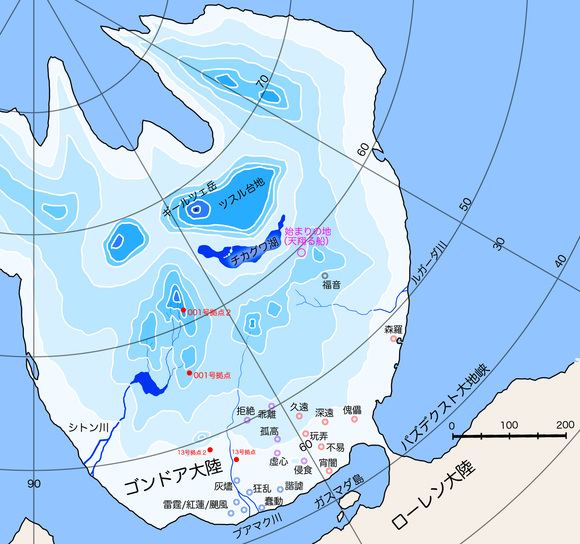 70
60
ギールツェ岳
ツスル台地
50
始まりの地
(天翔る船)
チカグワ湖
30
ルガーダ川
40
福音
001号拠点2
森羅
001号拠点
バズデクスト大地峡
拒絶
乖離
久遠
深遠
傀儡
0
100
200
シトン川
孤高
玩弄
60
不易
13号拠点2
13号拠点
虚心
侵食
宵闇
90
ゴンドア大陸
灰燼
狂乱
諧謔
ガスマダ島
ローレン大陸
雷霆/紅蓮/颶風
蠢動
ブアマク川